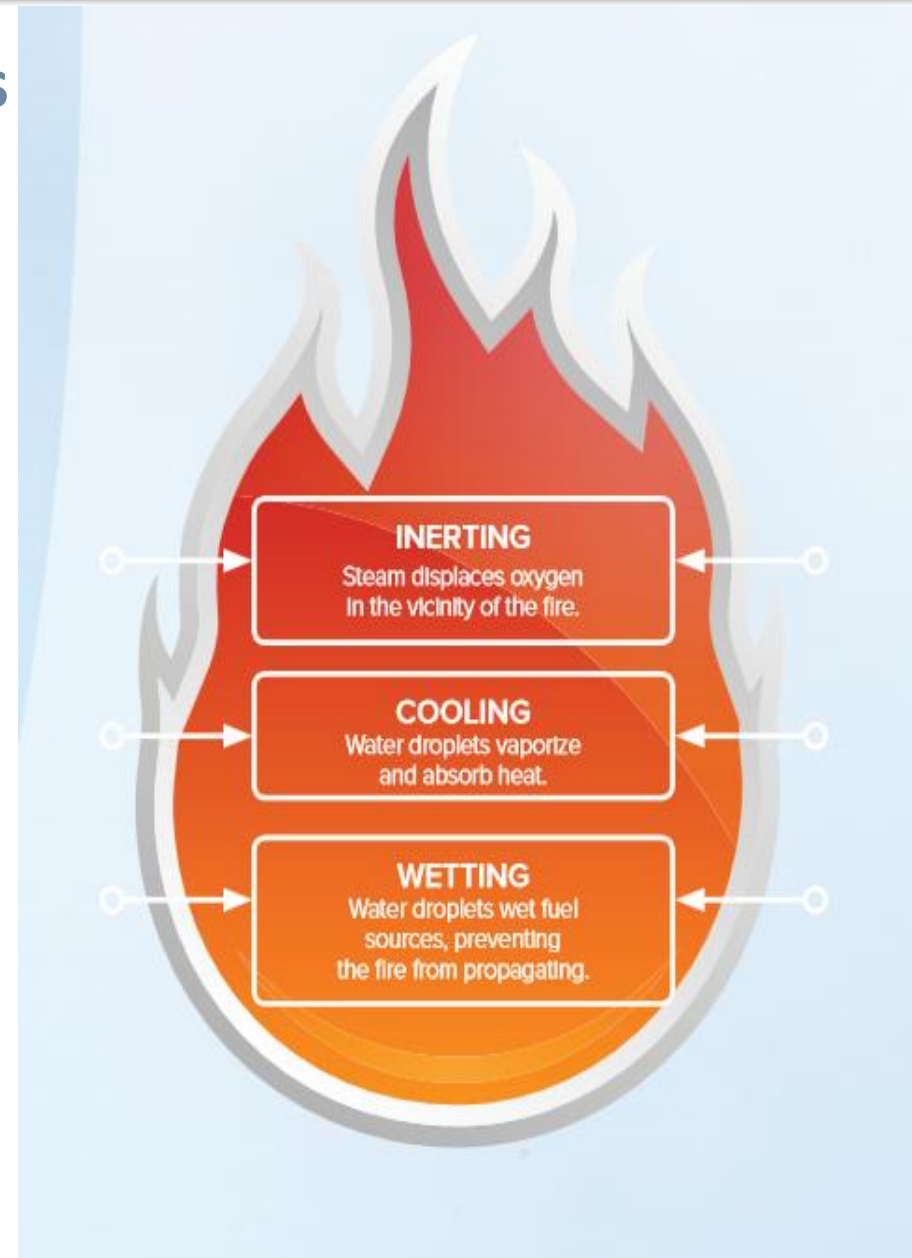 s
INERTING
Steam displaces oxygen
in the vicinity of the fire.
COOLING
Water droplets vaporize
and absorb heat.
WETTING
Water droplets wet fuel
sources, preventing
the fire from propagating.